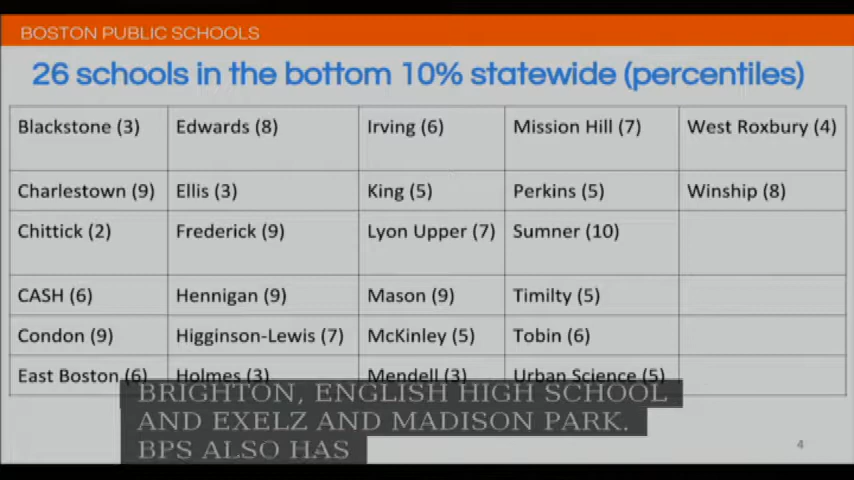 BOSTON PUBLIC SCHOOLS
26 schools in the bottom 10% statewide (percentiles)
Blackstone (3) Edwards (8) Irving (6) Mission Hill (7) West Roxbury (4)
Charlestown (9) Ellis (3) King (5) Perkins (5) Winship (8)
Chittick (2) Frederick (9) Lyon Upper (7) Sumner (10)
CASH (6) Hennigan (9) Mason (9) Timilty (5)
Condon (9) Higginson-Lewis (7) McKinley (5) Tobin (6)
East Boston (6) Holmes (3) Mendell (3) Urban Science (5)
BRIGHTON, ENGLISH HIGH SCHOOL
AND EXELZ AND MADISON PARK.
BPS ALSO HAS
4